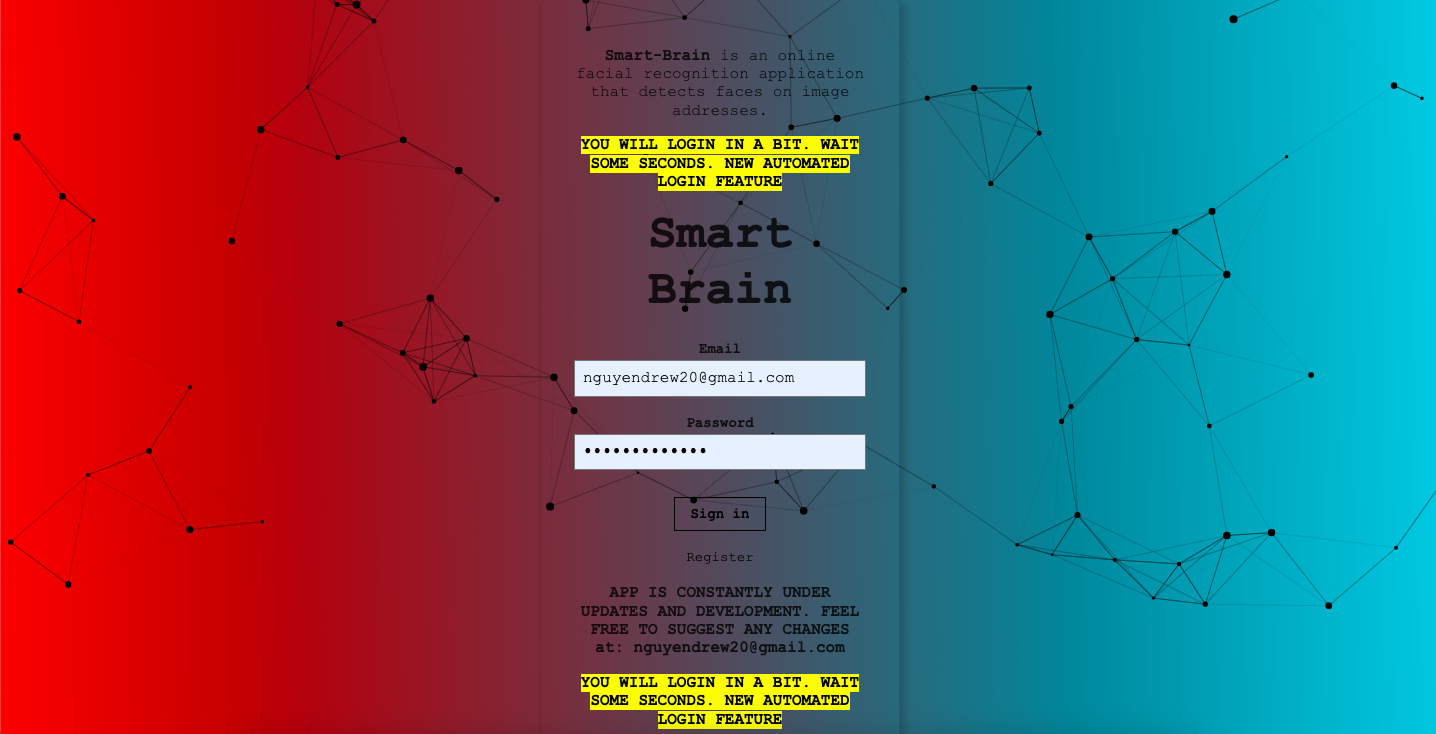 Smart-Brain is an online
facial recognition application
that detects faces on image
addresses.
YOU WILL LOGIN IN A BIT. WAIT
SOME SECONDS. NEW AUTOMATED
LOGIN FEATURE
Smart
Brain
Email
nguyendrew20@gmail.com
Password
•••••••••••••
Sign in
Register
APP IS CONSTANTLY UNDER
UPDATES AND DEVELOPMENT. FEEL
FREE TO SUGGEST ANY CHANGES
at: nguyendrew20@gmail.com
YOU WILL LOGIN IN A BIT. WAIT
SOME SECONDS. NEW AUTOMATED
LOGIN FEATURE